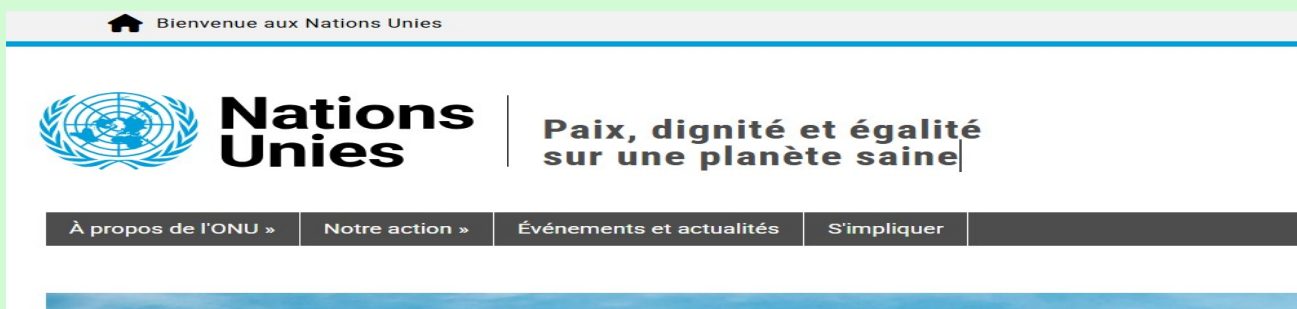 Bienvenue aux Nations Unies
Nations
Unies
Paix, dignité et égalité
sur une planète saine
À propos de l'ONU »
Notre action »
Événements et actualités
S'impliquer